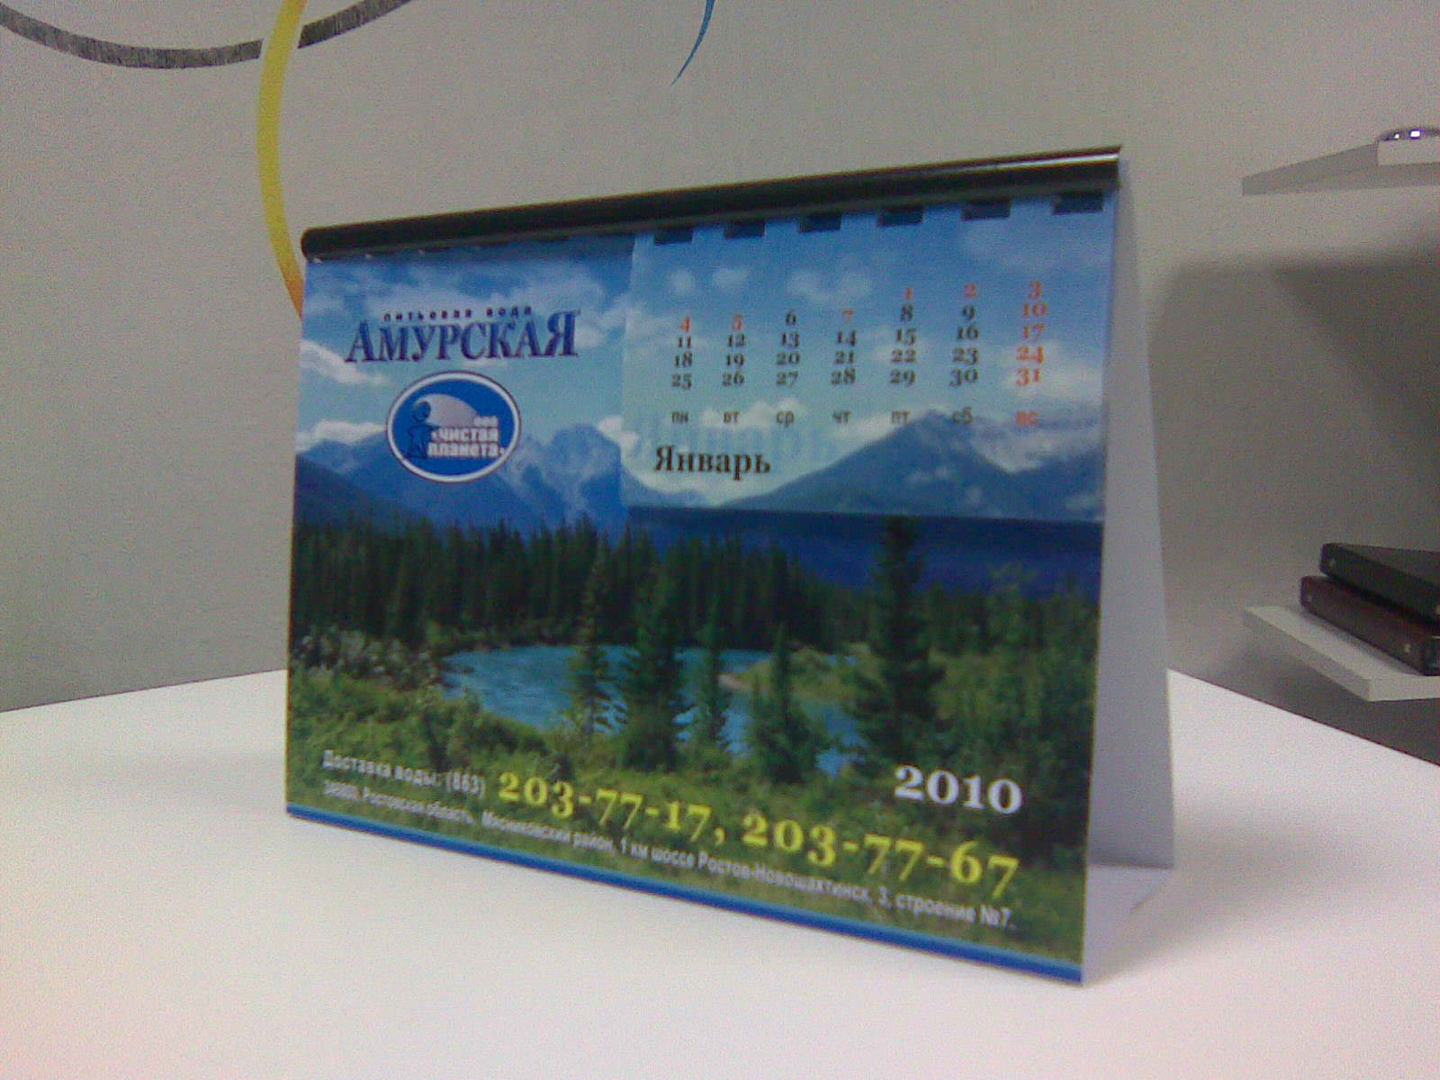 питьевая вода
АМУРСКАЯ
ооо
«чистая
планета»
1 2 3
4 5 6 7 8 9 10
11 12 13 14 15 16 17
18 19 20 21 22 23 24
25 26 27 28 29 30 31
пн вт ср чт пт сб вс
Январь
2010
Доставка воды: (863) 203-77-17, 203-77-67
Ростовская область, Мясниковский район, 1 км шоссе Ростов-Новошахтинск, 3, строение №7.